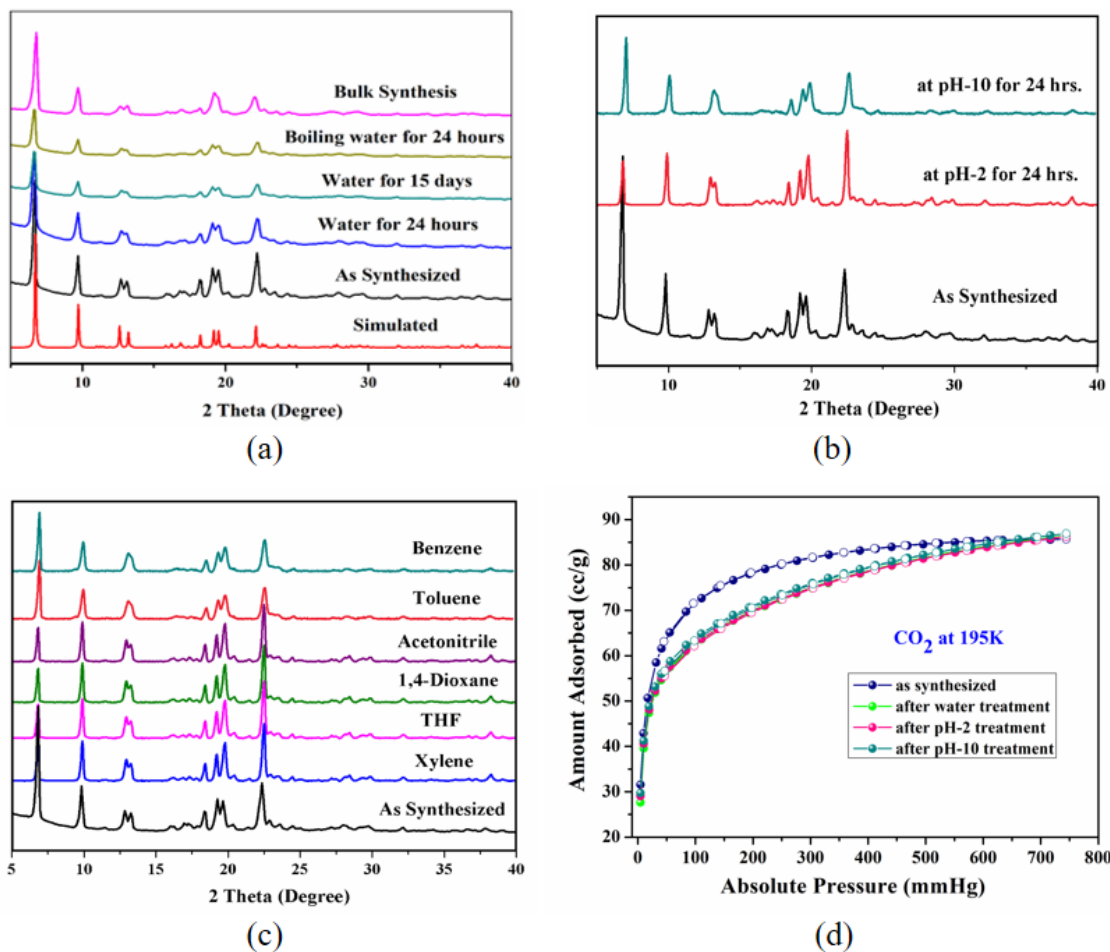 Bulk Synthesis
Boiling water for 24 hours
Water for 15 days
Water for 24 hours
As Synthesized
Simulated
10 20 30 40
2 Theta (Degree)
(a)
at pH-10 for 24 hrs.
at pH-2 for 24 hrs.
As Synthesized
10 20 30 40
2 Theta (Degree)
(b)
Benzene
Toluene
Acetonitrile
1,4-Dioxane
THF
Xylene
As Synthesized
5 10 15 20 25 30 35 40
2 Theta (Degree)
(c)
Amount Adsorbed (cc/g)
90
80
70
60
50
40
30
20
CO2 at 195K
as synthesized
after water treatment
after pH-2 treatment
after pH-10 treatment
0 100 200 300 400 500 600 700 800
Absolute Pressure (mmHg)
(d)